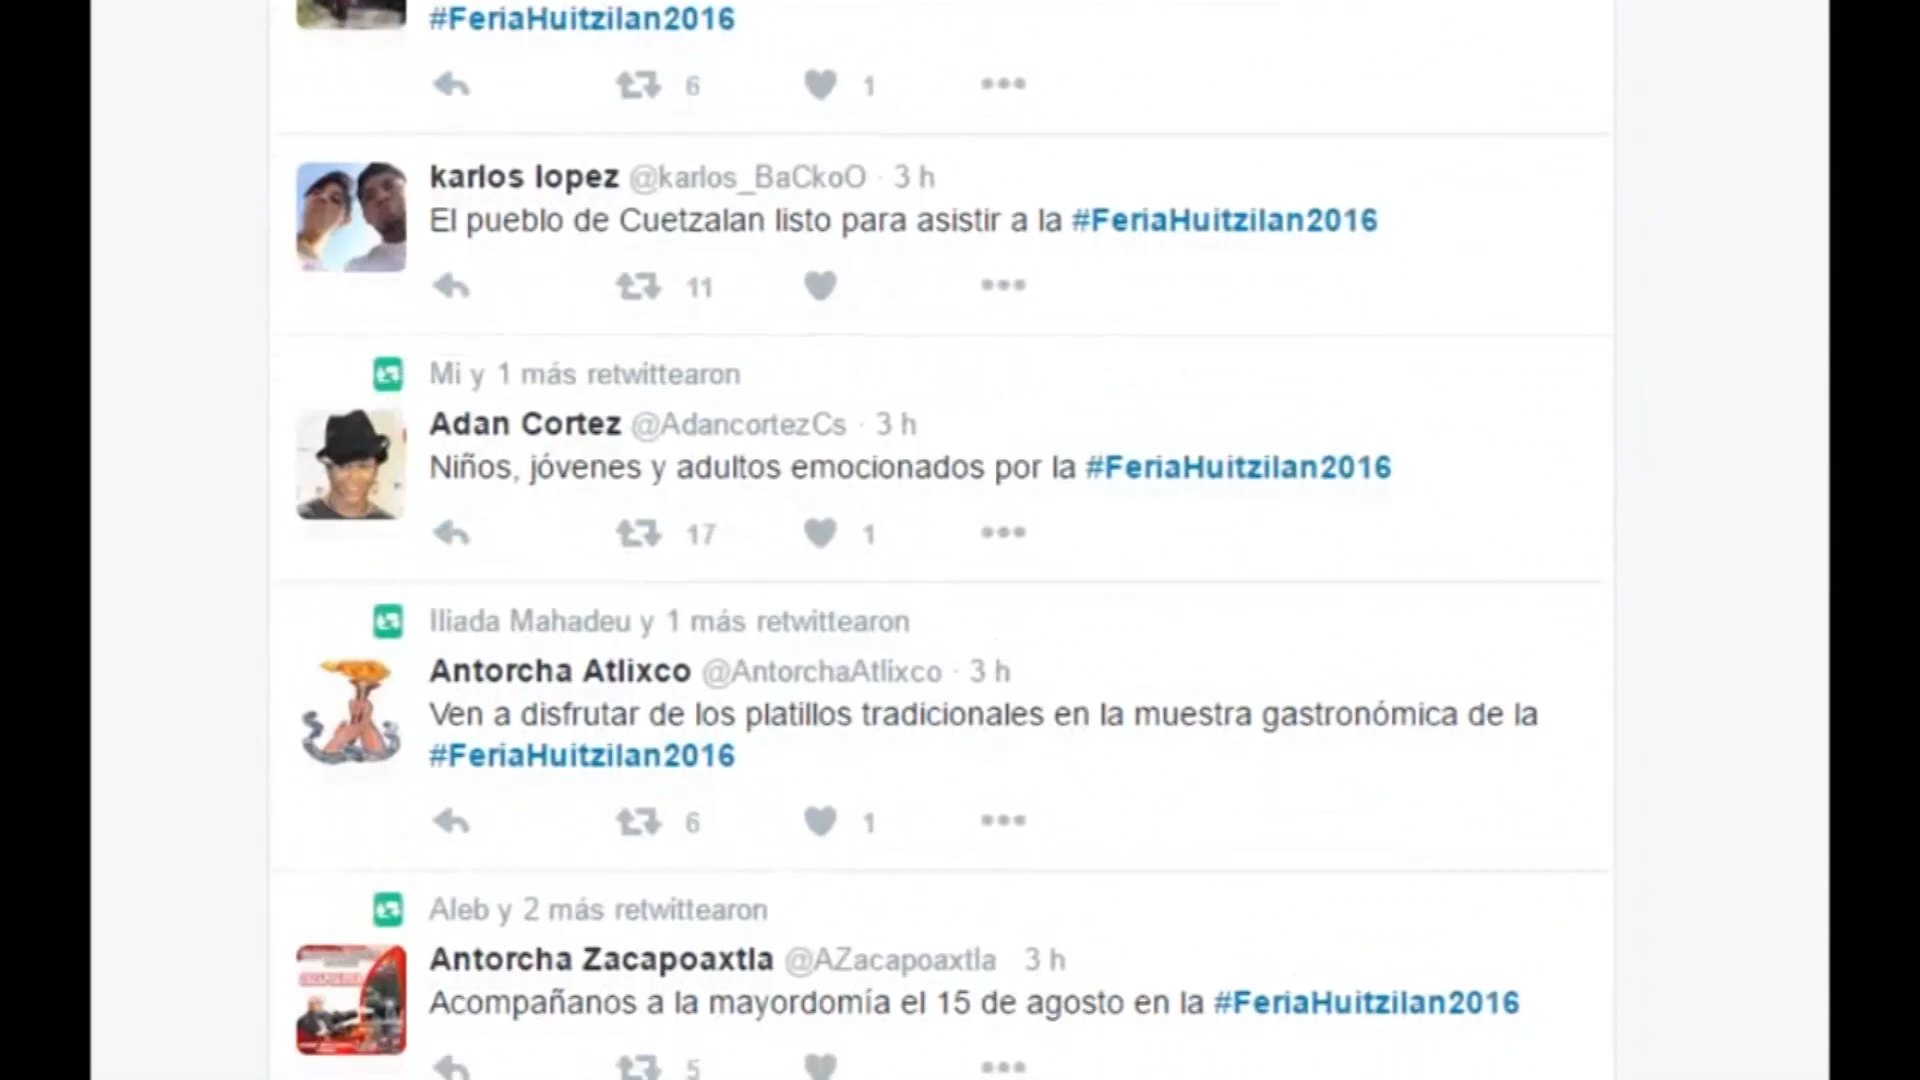 #FeriaHuitzilan2016
6 1
karlos lopez @karlos_BaCkoO · 3 h
El pueblo de Cuetzalan listo para asistir a la #FeriaHuitzilan2016
11
Mi y 1 más retwittearon
Adan Cortez @AdancortezCs · 3 h
Niños, jóvenes y adultos emocionados por la #FeriaHuitzilan2016
17 1
Iliada Mahadeu y 1 más retwittearon
Antorcha Atlixco @AntorchaAtlixco · 3 h
Ven a disfrutar de los platillos tradicionales en la muestra gastronómica de la
#FeriaHuitzilan2016
6 1
Aleb y 2 más retwittearon
Antorcha Zacapoaxtla @AZacapoaxtla 3 h
Acompañanos a la mayordomía el 15 de agosto en la #FeriaHuitzilan2016
5